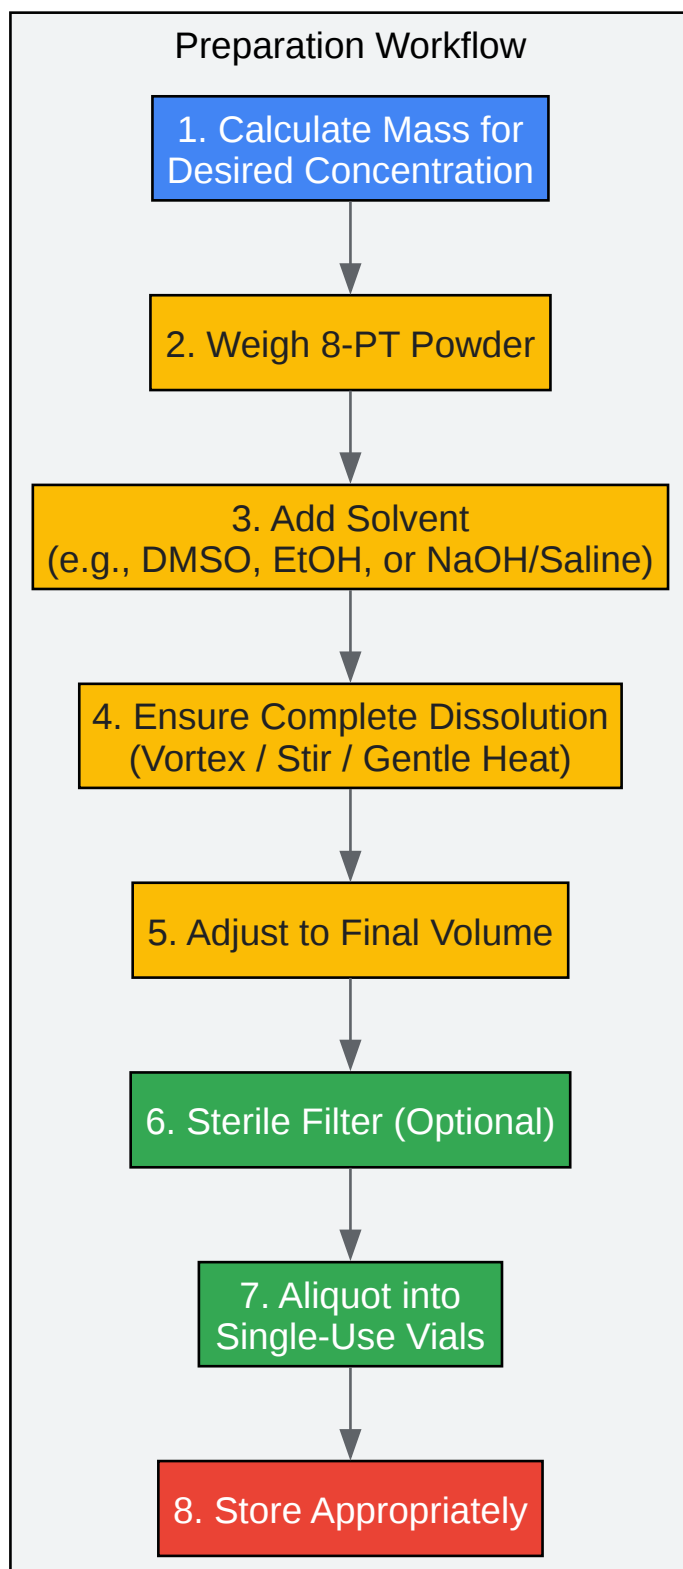 Preparation Workflow
1. Calculate Mass for
Desired Concentration
2. Weigh 8-PT Powder
3. Add Solvent
(e.g., DMSO, EtOH, or NaOH/Saline)
4. Ensure Complete Dissolution
(Vortex / Stir / Gentle Heat)
5. Adjust to Final Volume
6. Sterile Filter (Optional)
7. Aliquot into
Single-Use Vials
8. Store Appropriately